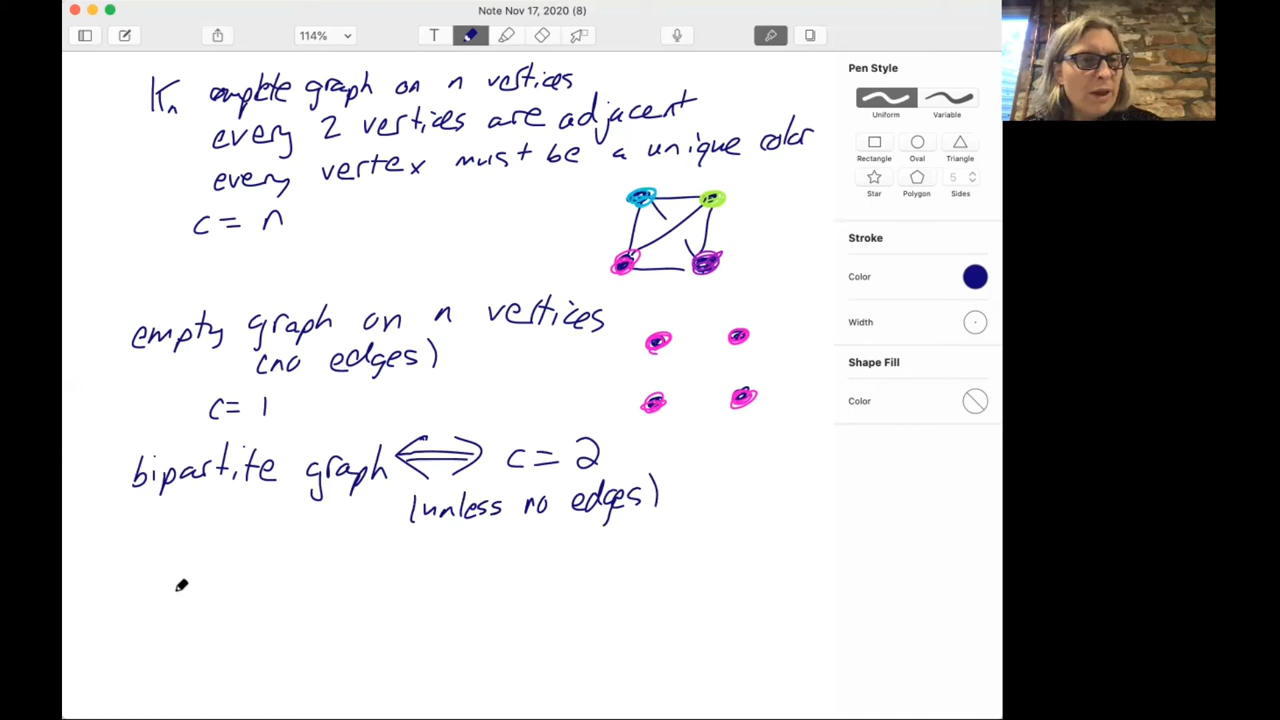 Note Nov 17, 2020 (8)
114%
T
Kn complete graph on n vertices
every 2 vertices are adjacent
every vertex must be a unique color
c = n
empty graph on n vertices
(no edges)
c = 1
bipartite graph ⟺ c = 2
(unless no edges)
Pen Style
Uniform Variable
Rectangle Oval Triangle
5
Star Polygon Sides
Stroke
Color
Width
Shape Fill
Color